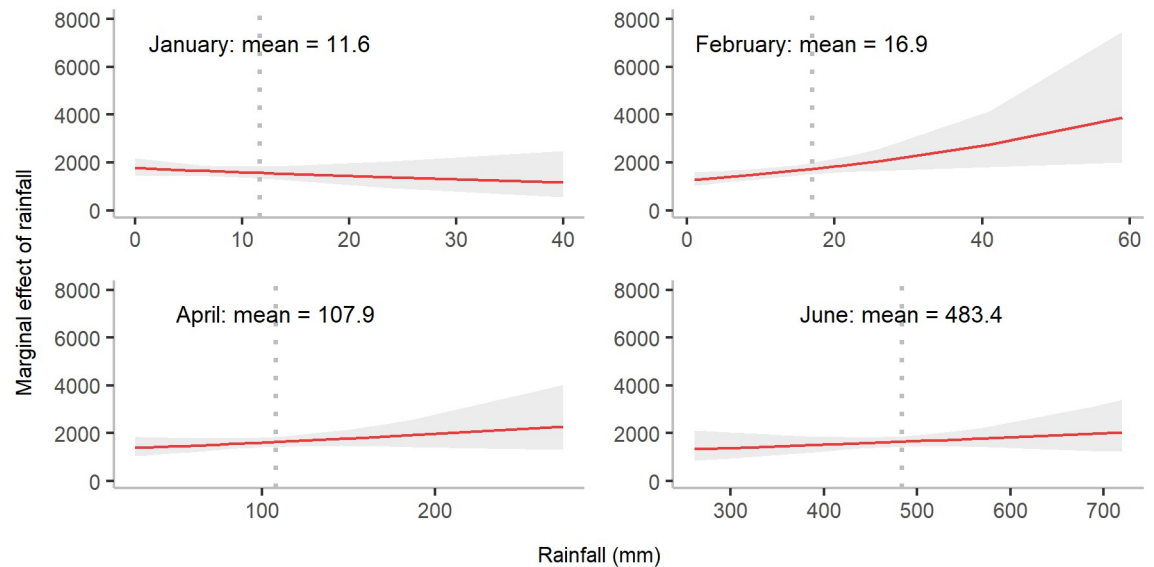 Marginal effect of rainfall
January: mean = 11.6
8000
6000
4000
2000
0
0 10 20 30 40
February: mean = 16.9
8000
6000
4000
2000
0
0 20 40 60
April: mean = 107.9
8000
6000
4000
2000
0
100 200
June: mean = 483.4
8000
6000
4000
2000
0
300 400 500 600 700
Rainfall (mm)